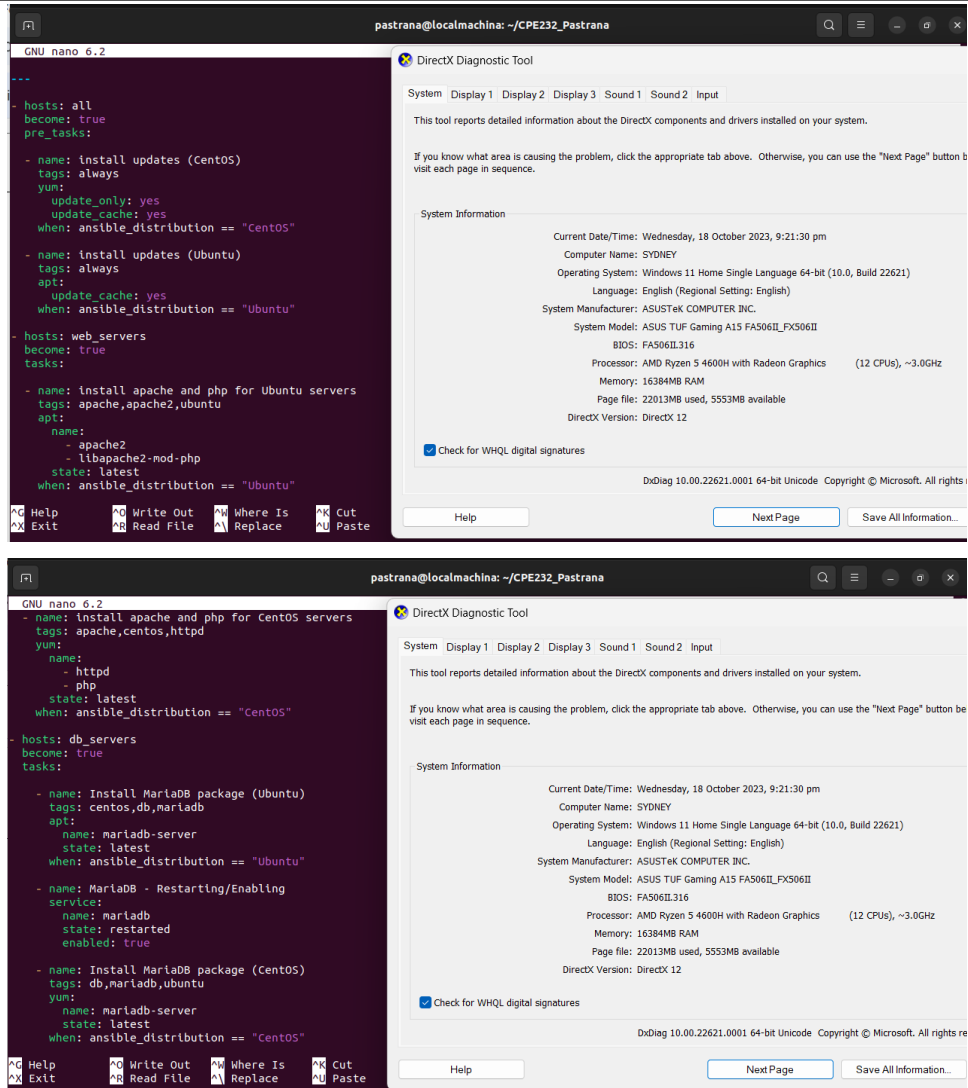 pastrana@localmachina: ~/CPE232_Pastrana
GNU nano 6.2
---
- hosts: all
become: true
pre_tasks:
- name: install updates (CentOS)
tags: always
yum:
update_only: yes
update_cache: yes
when: ansible_distribution == "CentOS"
- name: install updates (Ubuntu)
tags: always
apt:
update_cache: yes
when: ansible_distribution == "Ubuntu"
- hosts: web_servers
become: true
tasks:
- name: install apache and php for Ubuntu servers
tags: apache,apache2,ubuntu
apt:
name:
- apache2
- libapache2-mod-php
state: latest
when: ansible_distribution == "Ubuntu"
^G Help ^O Write Out ^W Where Is ^K Cut
^X Exit ^R Read File ^\ Replace ^U Paste
DirectX Diagnostic Tool
System Display 1 Display 2 Display 3 Sound 1 Sound 2 Input
This tool reports detailed information about the DirectX components and drivers installed on your system.
If you know what area is causing the problem, click the appropriate tab above. Otherwise, you can use the "Next Page" button
visit each page in sequence.
System Information
Current Date/Time: Wednesday, 18 October 2023, 9:21:30 pm
Computer Name: SYDNEY
Operating System: Windows 11 Home Single Language 64-bit (10.0, Build 22621)
Language: English (Regional Setting: English)
System Manufacturer: ASUSTeK COMPUTER INC.
System Model: ASUS TUF Gaming A15 FA506II_FX506II
BIOS: FA506II.316
Processor: AMD Ryzen 5 4600H with Radeon Graphics (12 CPUs), ~3.0GHz
Memory: 16384MB RAM
Page file: 22013MB used, 5553MB available
DirectX Version: DirectX 12
Check for WHQL digital signatures
DxDiag 10.00.22621.0001 64-bit Unicode Copyright © Microsoft. All rights
Help Next Page Save All Information...
pastrana@localmachina: ~/CPE232_Pastrana
GNU nano 6.2
- name: install apache and php for CentOS servers
tags: apache,centos,httpd
yum:
name:
- httpd
- php
state: latest
when: ansible_distribution == "CentOS"
- hosts: db_servers
become: true
tasks:
- name: Install MariaDB package (Ubuntu)
tags: centos,db,mariadb
apt:
name: mariadb-server
state: latest
when: ansible_distribution == "Ubuntu"
- name: MariaDB - Restarting/Enabling
service:
name: mariadb
state: restarted
enabled: true
- name: Install MariaDB package (CentOS)
tags: db,mariadb,ubuntu
yum:
name: mariadb-server
state: latest
when: ansible_distribution == "CentOS"
^G Help ^O Write Out ^W Where Is ^K Cut
^X Exit ^R Read File ^\ Replace ^U Paste
DirectX Diagnostic Tool
System Display 1 Display 2 Display 3 Sound 1 Sound 2 Input
This tool reports detailed information about the DirectX components and drivers installed on your system.
If you know what area is causing the problem, click the appropriate tab above. Otherwise, you can use the "Next Page" button be
visit each page in sequence.
System Information
Current Date/Time: Wednesday, 18 October 2023, 9:21:30 pm
Computer Name: SYDNEY
Operating System: Windows 11 Home Single Language 64-bit (10.0, Build 22621)
Language: English (Regional Setting: English)
System Manufacturer: ASUSTeK COMPUTER INC.
System Model: ASUS TUF Gaming A15 FA506II_FX506II
BIOS: FA506II.316
Processor: AMD Ryzen 5 4600H with Radeon Graphics (12 CPUs), ~3.0GHz
Memory: 16384MB RAM
Page file: 22013MB used, 5553MB available
DirectX Version: DirectX 12
Check for WHQL digital signatures
DxDiag 10.00.22621.0001 64-bit Unicode Copyright © Microsoft. All rights re
Help Next Page Save All Information...